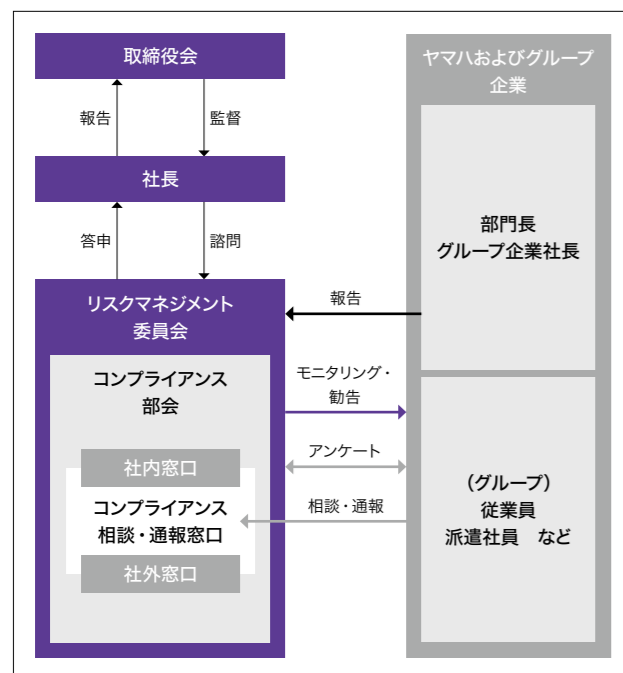 取締役会
報告
監督
社長
答申
諮問
リスクマネジメント
委員会
コンプライアンス
部会
社内窓口
コンプライアンス
相談・通報窓口
社外窓口
報告
モニタリング・
勧告
アンケート
相談・通報
ヤマハおよびグループ
企業
部門長
グループ企業社長
（グループ）
従業員
派遣社員　など